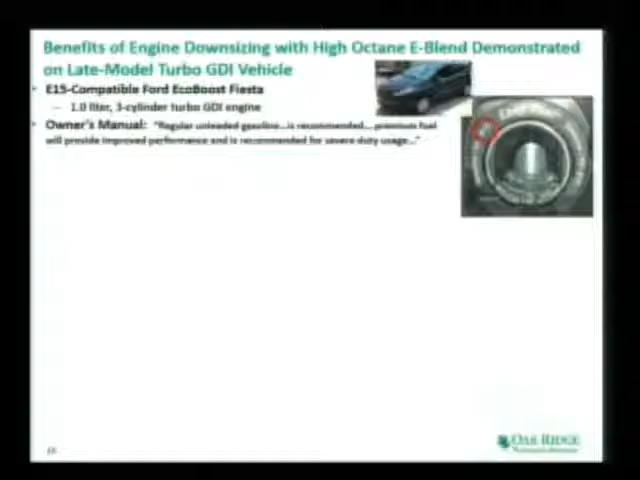 Benefits of Engine Downsizing with High Octane E-Blend Demonstrated
on Late-Model Turbo GDI Vehicle
• E15-Compatible Ford EcoBoost Fiesta
– 1.0 liter, 3-cylinder turbo GDI engine
• Owner's Manual: "Regular unleaded gasoline...is recommended... premium fuel
will provide improved performance and is recommended for severe duty usage..."
OAK RIDGE
National Laboratory